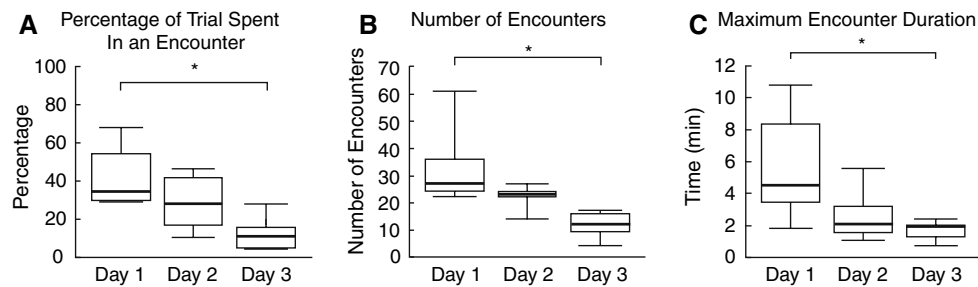 A
Percentage of Trial Spent
In an Encounter
*
Percentage
100
80
60
40
20
0
Day 1 Day 2 Day 3
B
Number of Encounters
*
Number of Encounters
70
60
50
40
30
20
10
0
Day 1 Day 2 Day 3
C
Maximum Encounter Duration
*
Time (min)
12
10
8
6
4
2
0
Day 1 Day 2 Day 3